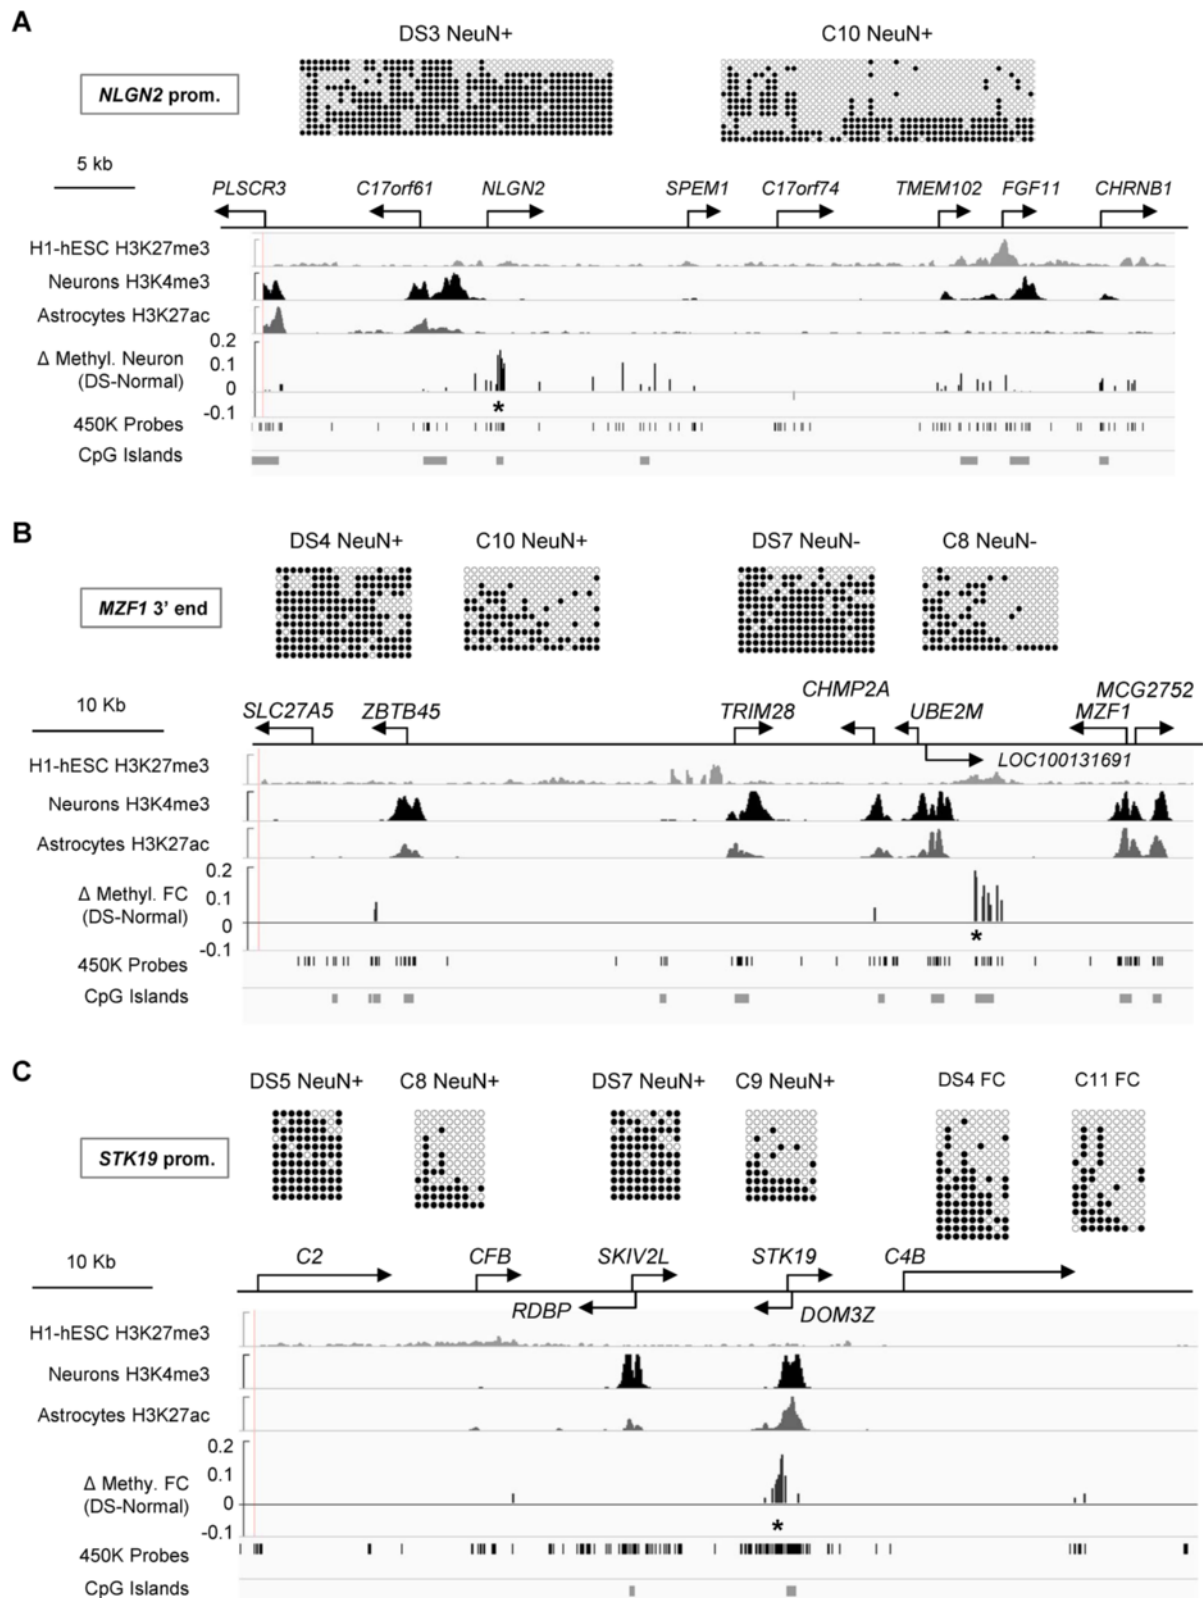 A
DS3 NeuN+ C10 NeuN+
NLGN2 prom.
5 kb
PLSCR3 C17orf61 NLGN2 SPEM1 C17orf74 TMEM102 FGF11 CHRNB1
H1-hESC H3K27me3
Neurons H3K4me3
Astrocytes H3K27ac
0.2
Δ Methyl. Neuron 0.1
(DS-Normal) 0
-0.1
*
450K Probes
CpG Islands
B
DS4 NeuN+ C10 NeuN+ DS7 NeuN- C8 NeuN-
MZF1 3' end
10 Kb
CHMP2A MCG2752
SLC27A5 ZBTB45 TRIM28 UBE2M MZF1
LOC100131691
H1-hESC H3K27me3
Neurons H3K4me3
Astrocytes H3K27ac
0.2
Δ Methyl. FC 0.1
(DS-Normal) 0
-0.1
*
450K Probes
CpG Islands
C
DS5 NeuN+ C8 NeuN+ DS7 NeuN+ C9 NeuN+ DS4 FC C11 FC
STK19 prom.
10 Kb
C2 CFB SKIV2L STK19 C4B
RDBP DOM3Z
H1-hESC H3K27me3
Neurons H3K4me3
Astrocytes H3K27ac
0.2
0.1
Δ Methy. FC
(DS-Normal) 0
-0.1
*
450K Probes
CpG Islands